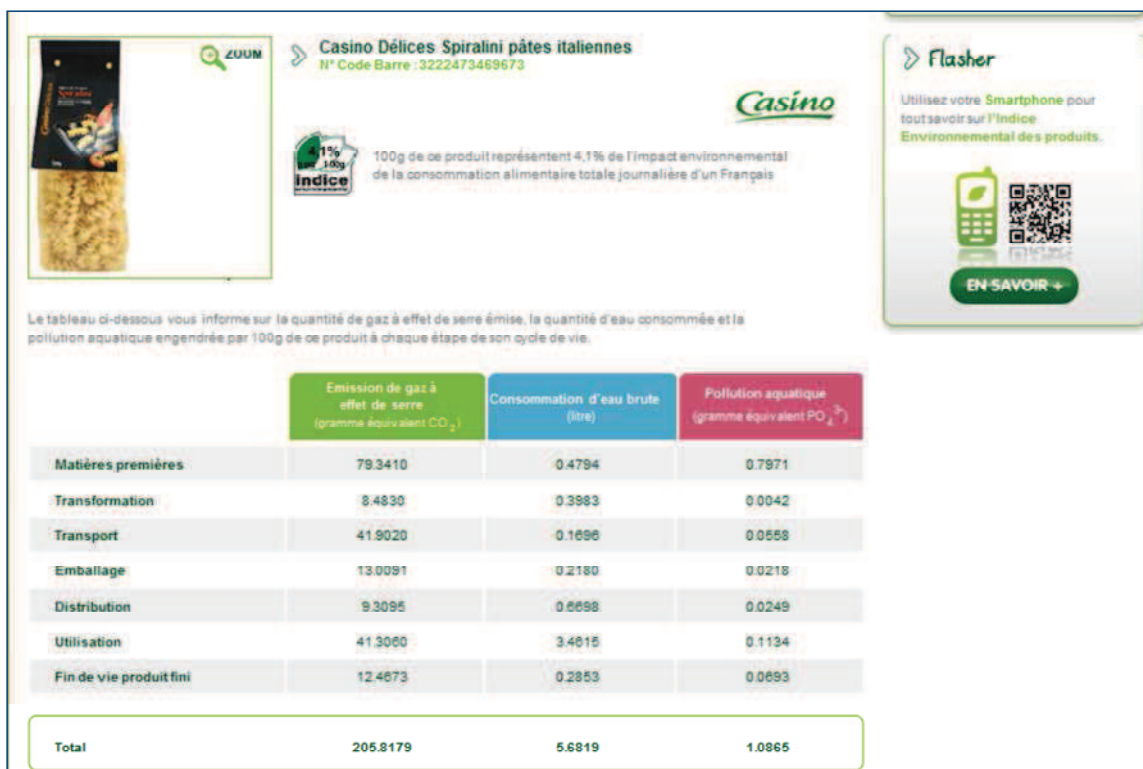 ZOOM
Casino Délices Spiralini pâtes italiennes
N° Code Barre : 3222473469673
Casino
4,1%
100g
indice
100g de ce produit représentent 4,1% de l'impact environnemental
de la consommation alimentaire totale journalière d'un Français
Flasher
Utilisez votre Smartphone pour
tout savoir sur l'Indice
Environnemental des produits.
EN SAVOIR +
Le tableau ci-dessous vous informe sur la quantité de gaz à effet de serre émise, la quantité d'eau consommée et la
pollution aquatique engendrée par 100g de ce produit à chaque étape de son cycle de vie.
Emission de gaz à
effet de serre
(gramme équivalent CO2)
Consommation d'eau brute
(litre)
Pollution aquatique
(gramme équivalent PO4 3-)
Matières premières 79.3410 0.4794 0.7971
Transformation 8.4830 0.3983 0.0042
Transport 41.9020 0.1696 0.0558
Emballage 13.0091 0.2180 0.0218
Distribution 9.3095 0.6698 0.0249
Utilisation 41.3060 3.4615 0.1134
Fin de vie produit fini 12.4673 0.2853 0.0693
Total 205.8179 5.6819 1.0865